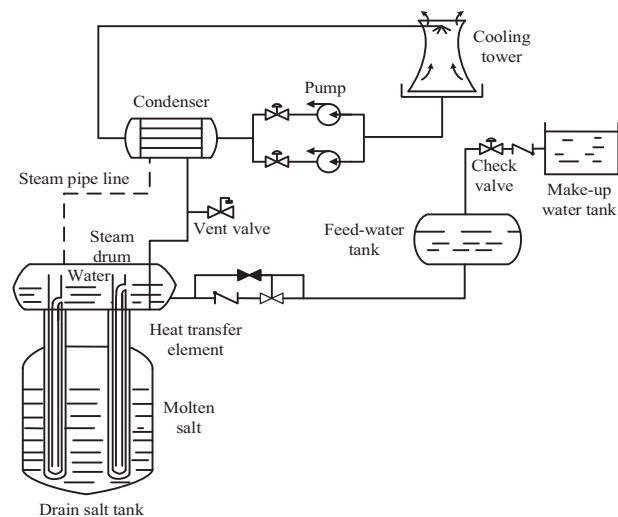 Cooling
tower
Pump
Condenser
Steam pipe line
Check
valve
Make-up
water tank
Vent valve
Feed-water
tank
Steam
drum
Water
Heat transfer
element
Molten
salt
Drain salt tank